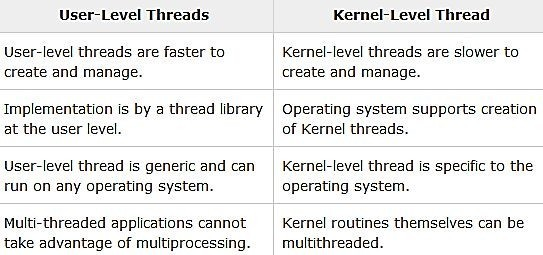 User-Level Threads
Kernel-Level Thread
User-level threads are faster to
create and manage.
Kernel-level threads are slower to
create and manage.
Implementation is by a thread library
at the user level.
Operating system supports creation
of Kernel threads.
User-level thread is generic and can
run on any operating system.
Kernel-level thread is specific to the
operating system.
Multi-threaded applications cannot
take advantage of multiprocessing.
Kernel routines themselves can be
multithreaded.